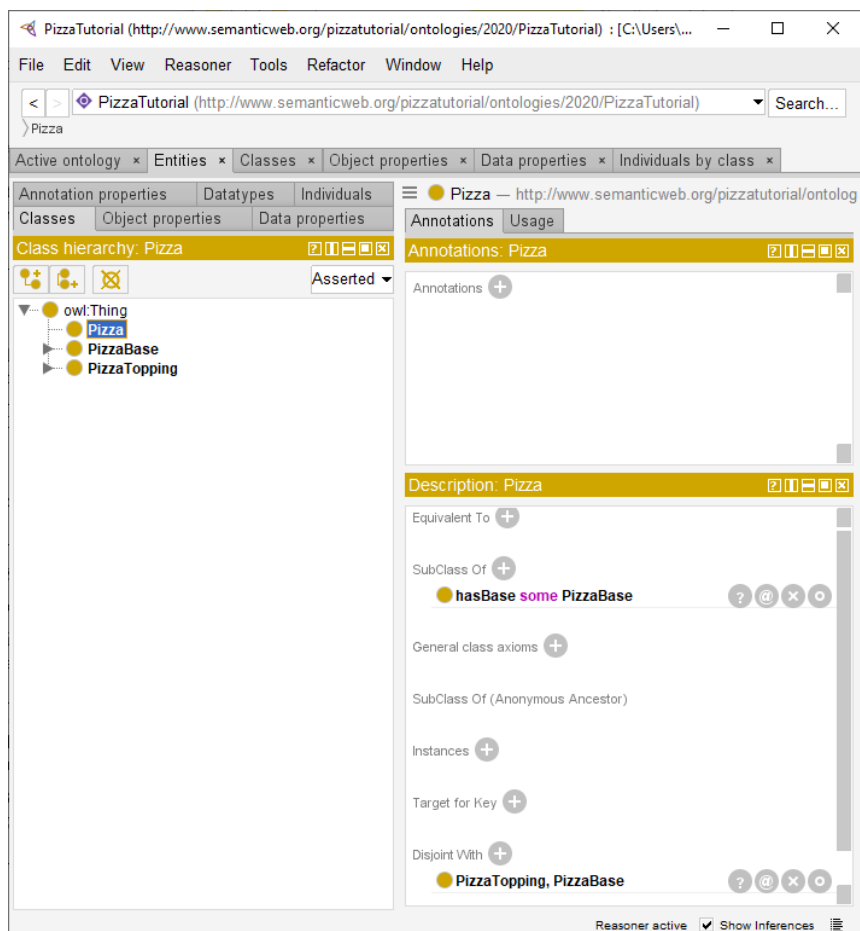 PizzaTutorial (http://www.semanticweb.org/pizzatutorial/ontologies/2020/PizzaTutorial) : [C:\Users\...
File Edit View Reasoner Tools Refactor Window Help
< > PizzaTutorial (http://www.semanticweb.org/pizzatutorial/ontologies/2020/PizzaTutorial) Search...
Pizza
Active ontology × Entities × Classes × Object properties × Data properties × Individuals by class ×
Annotation properties Datatypes Individuals
Classes Object properties Data properties
Class hierarchy: Pizza
Asserted
owl:Thing
Pizza
PizzaBase
PizzaTopping
Pizza — http://www.semanticweb.org/pizzatutorial/ontolog
Annotations Usage
Annotations: Pizza
Annotations
Description: Pizza
Equivalent To
SubClass Of
hasBase some PizzaBase
General class axioms
SubClass Of (Anonymous Ancestor)
Instances
Target for Key
Disjoint With
PizzaTopping, PizzaBase
Reasoner active Show Inferences